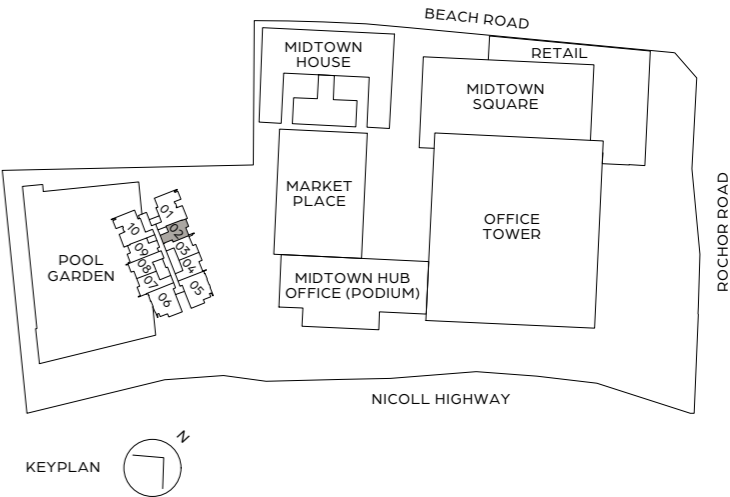 BEACH ROAD
RETAIL
MIDTOWN
HOUSE
MIDTOWN
SQUARE
MARKET
PLACE
OFFICE
TOWER
ROCHOR ROAD
01
02
03
04
05
10
09
08
07
06
POOL
GARDEN
MIDTOWN HUB
OFFICE (PODIUM)
NICOLL HIGHWAY
N
KEYPLAN